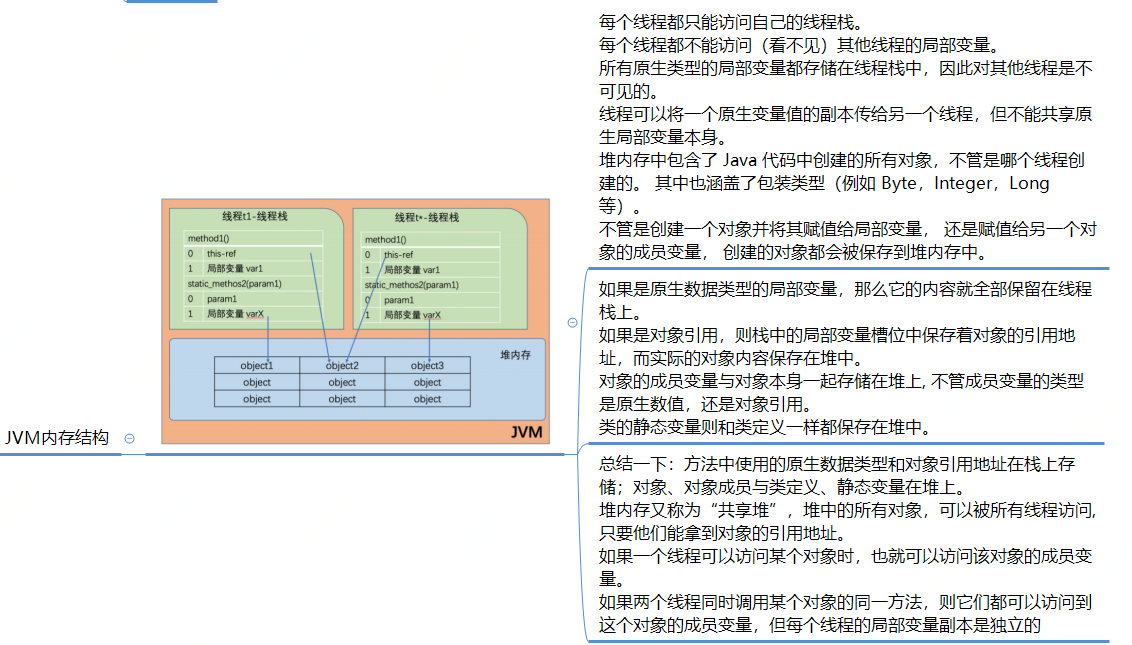 JVM内存结构
线程t1-线程栈
method1()
0 this-ref
1 局部变量 var1
static_methos2(param1)
0 param1
1 局部变量 varX
线程t*-线程栈
method1()
0 this-ref
1 局部变量 var1
static_methos2(param1)
0 param1
1 局部变量 varX
堆内存
object1 object2 object3
object object object
object object object
JVM
每个线程都只能访问自己的线程栈。
每个线程都不能访问（看不见）其他线程的局部变量。
所有原生类型的局部变量都存储在线程栈中，因此对其他线程是不
可见的。
线程可以将一个原生变量值的副本传给另一个线程，但不能共享原
生局部变量本身。
堆内存中包含了 Java 代码中创建的所有对象，不管是哪个线程创
建的。 其中也涵盖了包装类型（例如 Byte，Integer，Long
等）。
不管是创建一个对象并将其赋值给局部变量， 还是赋值给另一个对
象的成员变量， 创建的对象都会被保存到堆内存中。
如果是原生数据类型的局部变量，那么它的内容就全部保留在线程
栈上。
如果是对象引用，则栈中的局部变量槽位中保存着对象的引用地
址，而实际的对象内容保存在堆中。
对象的成员变量与对象本身一起存储在堆上, 不管成员变量的类型
是原生数值，还是对象引用。
类的静态变量则和类定义一样都保存在堆中。
总结一下：方法中使用的原生数据类型和对象引用地址在栈上存
储；对象、对象成员与类定义、静态变量在堆上。
堆内存又称为“共享堆”，堆中的所有对象，可以被所有线程访问,
只要他们能拿到对象的引用地址。
如果一个线程可以访问某个对象时，也就可以访问该对象的成员变
量。
如果两个线程同时调用某个对象的同一方法，则它们都可以访问到
这个对象的成员变量，但每个线程的局部变量副本是独立的